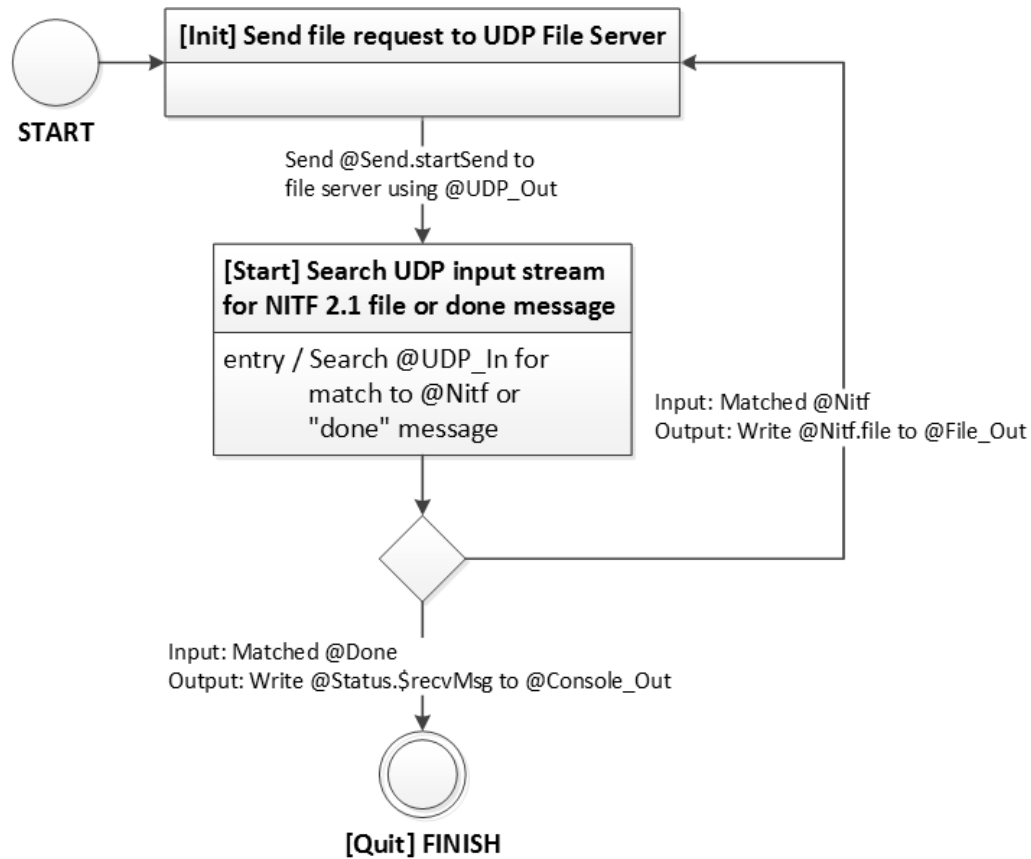 [Init] Send file request to UDP File Server
START
Send @Send.startSend to
file server using @UDP_Out
[Start] Search UDP input stream
for NITF 2.1 file or done message
entry / Search @UDP_In for
match to @Nitf or
"done" message
Input: Matched @Nitf
Output: Write @Nitf.file to @File_Out
Input: Matched @Done
Output: Write @Status.$recvMsg to @Console_Out
[Quit] FINISH